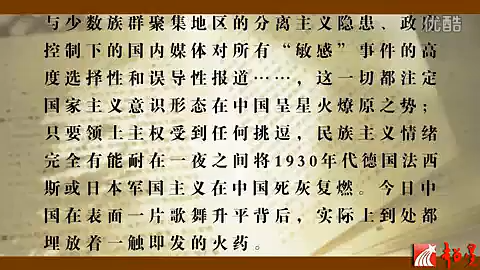 与少数族群聚集地区的分离主义隐患、政府
控制下的国内媒体对所有“敏感”事件的高
度选择性和误导性报道……，这一切都注定
国家主义意识形态在中国呈星火燎原之势；
只要领土主权受到任何挑逗，民族主义情绪
完全有能耐在一夜之间将1930年代德国法西
斯或日本军国主义在中国死灰复燃。今日中
国在表面一片歌舞升平背后，实际上到处都
埋放着一触即发的火药。
优酷